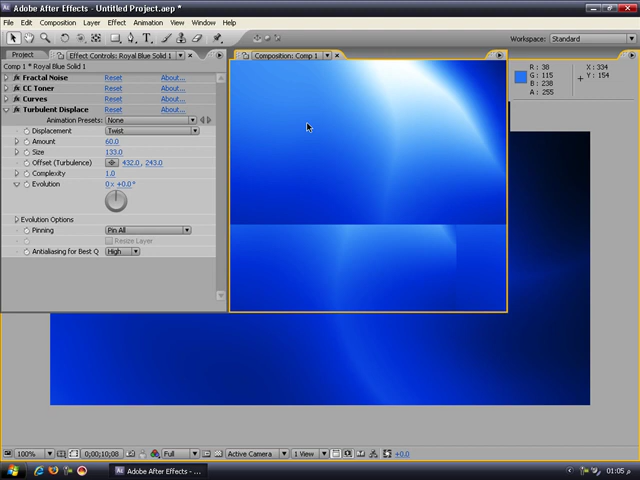 Adobe After Effects - Untitled Project.aep *
File Edit Composition Layer Effect Animation View Window Help
Workspace: Standard
Project Effect Controls: Royal Blue Solid 1 Composition: Comp 1
Comp 1 * Royal Blue Solid 1
R : 38 X : 334
G : 115 Y : 154
B : 238
A : 255
Fractal Noise Reset About...
CC Toner Reset About...
Curves Reset About...
Turbulent Displace Reset About...
Animation Presets: None
Displacement Twist
Amount 60.0
Size 133.0
Offset (Turbulence) 432.0, 243.0
Complexity 1.0
Evolution 0 x +0.0°
Evolution Options
Pinning Pin All
Resize Layer
Antialiasing for Best Q High
100% 0;00;10;08 Full Active Camera 1 View +0.0
Adobe After Effects - ... 01:05 م